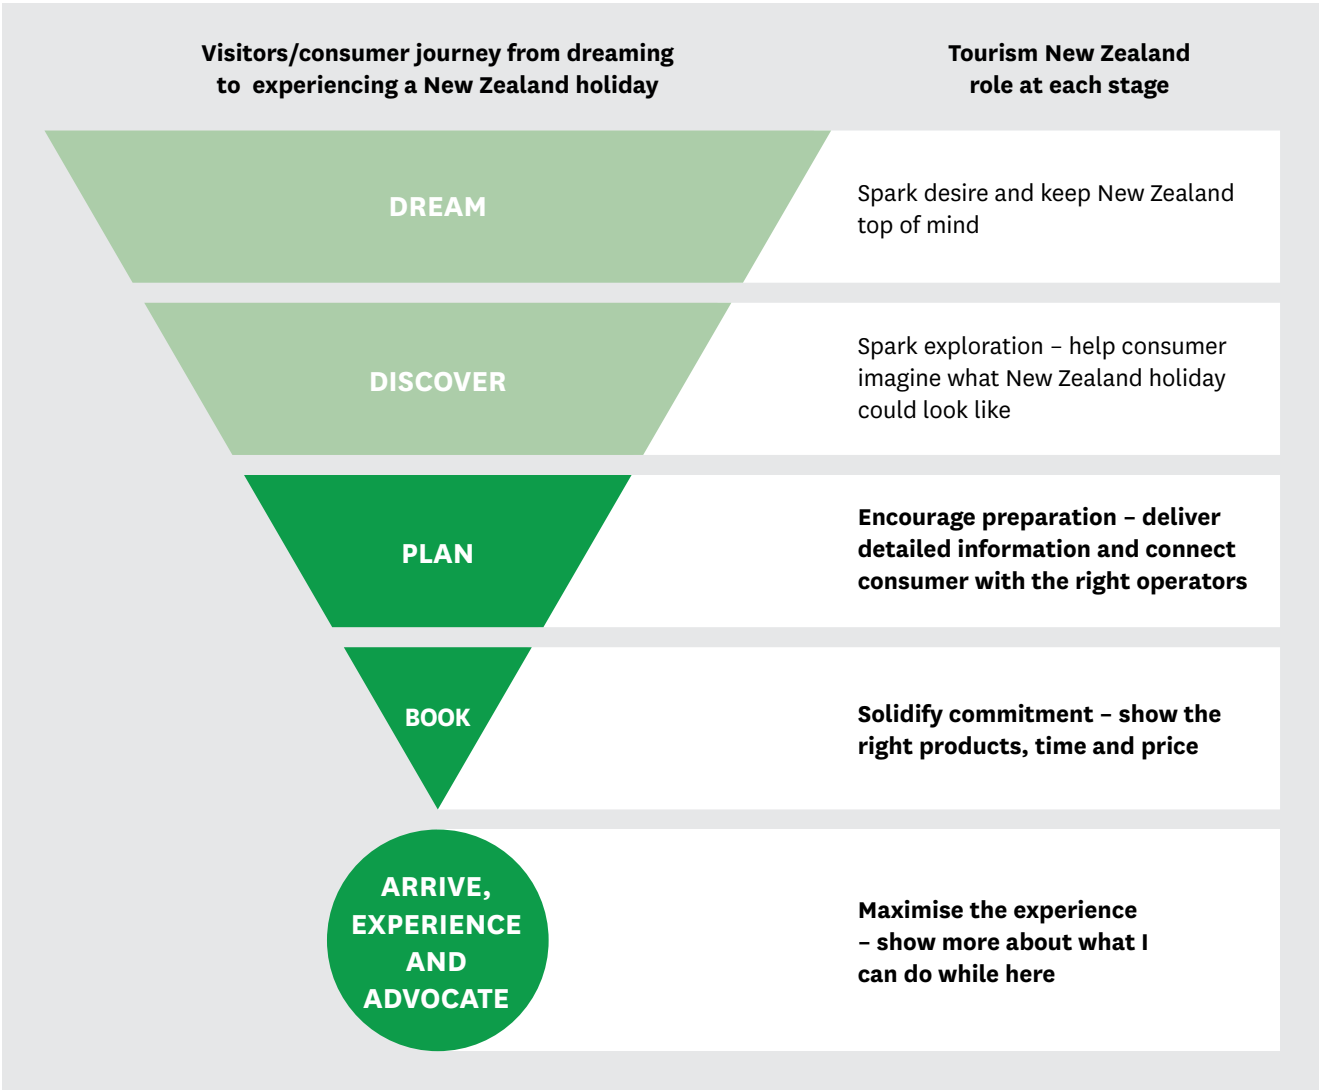 Visitors/consumer journey from dreaming
to experiencing a New Zealand holiday
Tourism New Zealand
role at each stage
DREAM
Spark desire and keep New Zealand
top of mind
DISCOVER
Spark exploration – help consumer
imagine what New Zealand holiday
could look like
PLAN
Encourage preparation – deliver
detailed information and connect
consumer with the right operators
BOOK
Solidify commitment – show the
right products, time and price
ARRIVE,
EXPERIENCE
AND
ADVOCATE
Maximise the experience
– show more about what I
can do while here